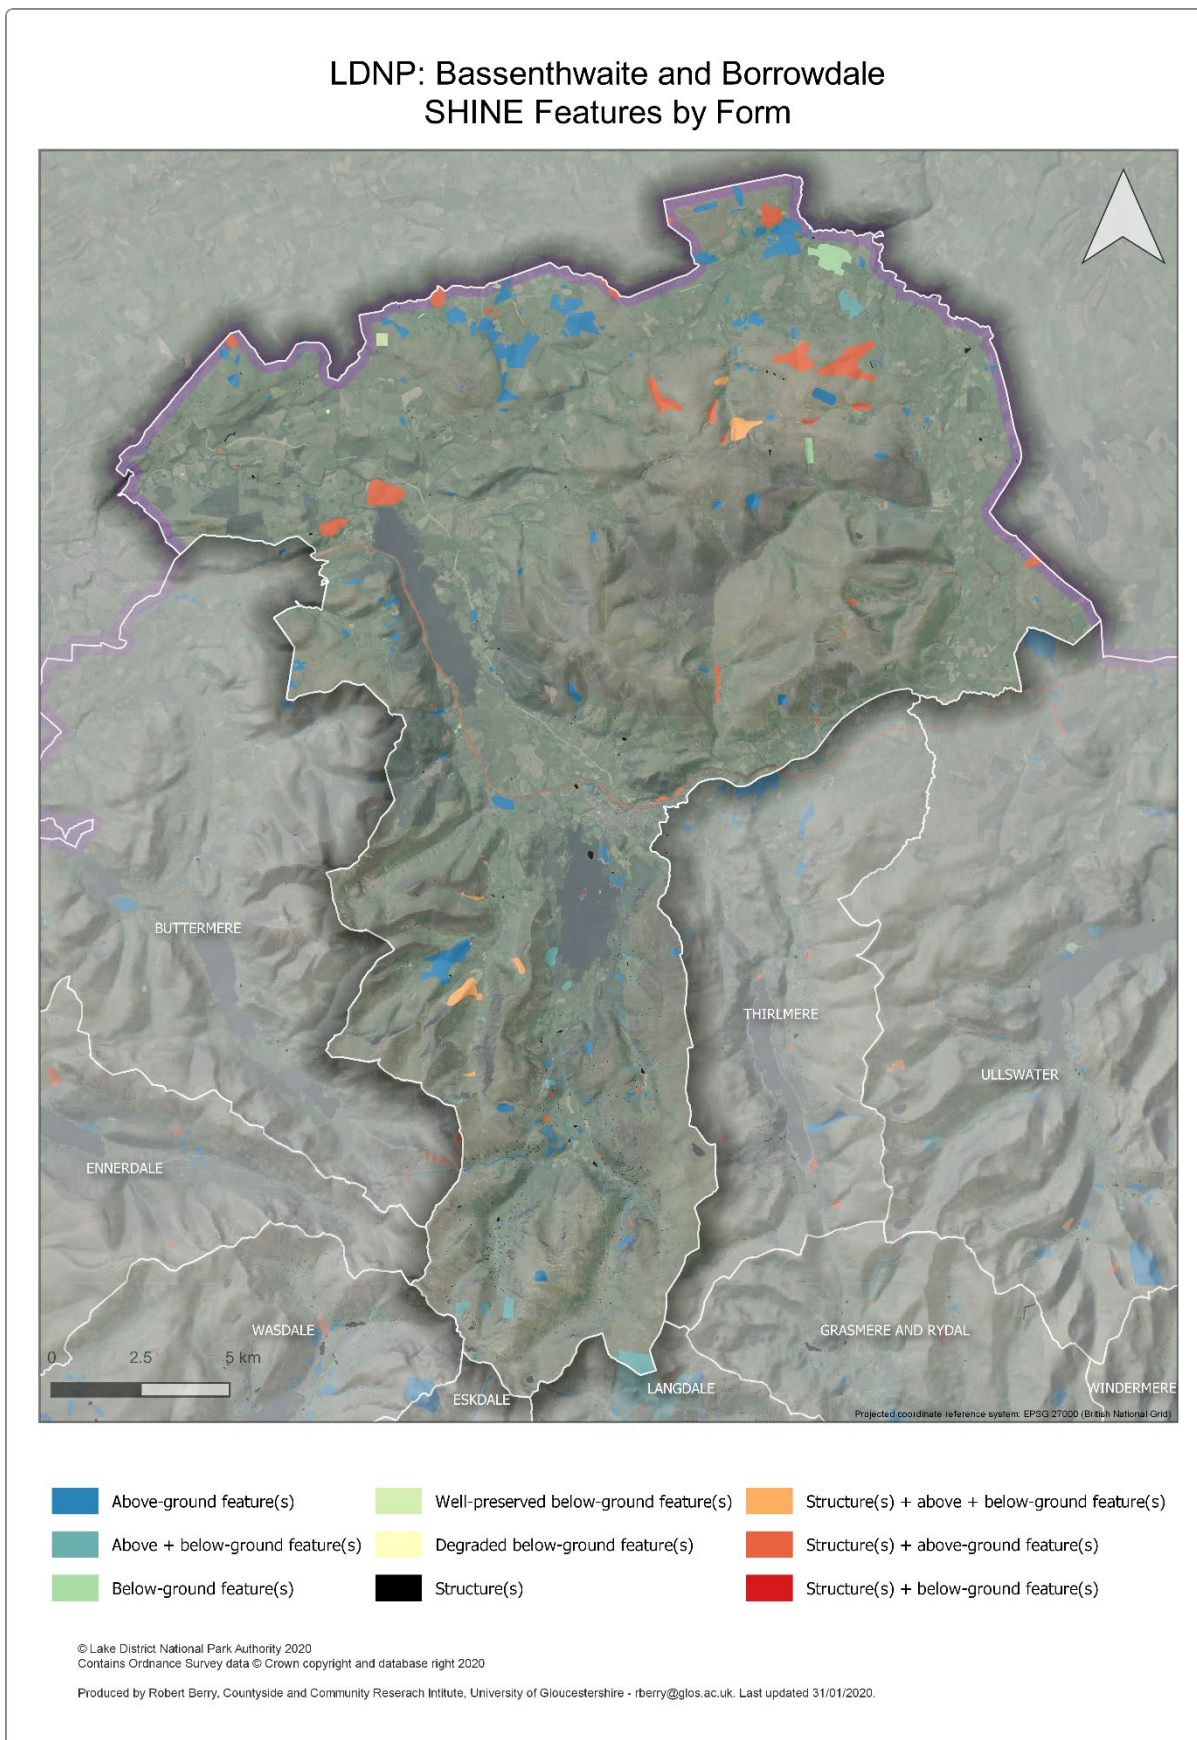 LDNP: Bassenthwaite and Borrowdale
SHINE Features by Form
BUTTERMERE
THIRLMERE
ULLSWATER
ENNERDALE
WASDALE
GRASMERE AND RYDAL
0 2.5 5 km
ESKDALE
LANGDALE
WINDERMERE
Projected coordinate reference system: EPSG 27000 (British National Grid)
Above-ground feature(s)
Above + below-ground feature(s)
Below-ground feature(s)
Well-preserved below-ground feature(s)
Degraded below-ground feature(s)
Structure(s)
Structure(s) + above + below-ground feature(s)
Structure(s) + above-ground feature(s)
Structure(s) + below-ground feature(s)
© Lake District National Park Authority 2020
Contains Ordnance Survey data © Crown copyright and database right 2020
Produced by Robert Berry, Countyside and Community Reserach Intitute, University of Gloucestershire - rberry@glos.ac.uk. Last updated 31/01/2020.